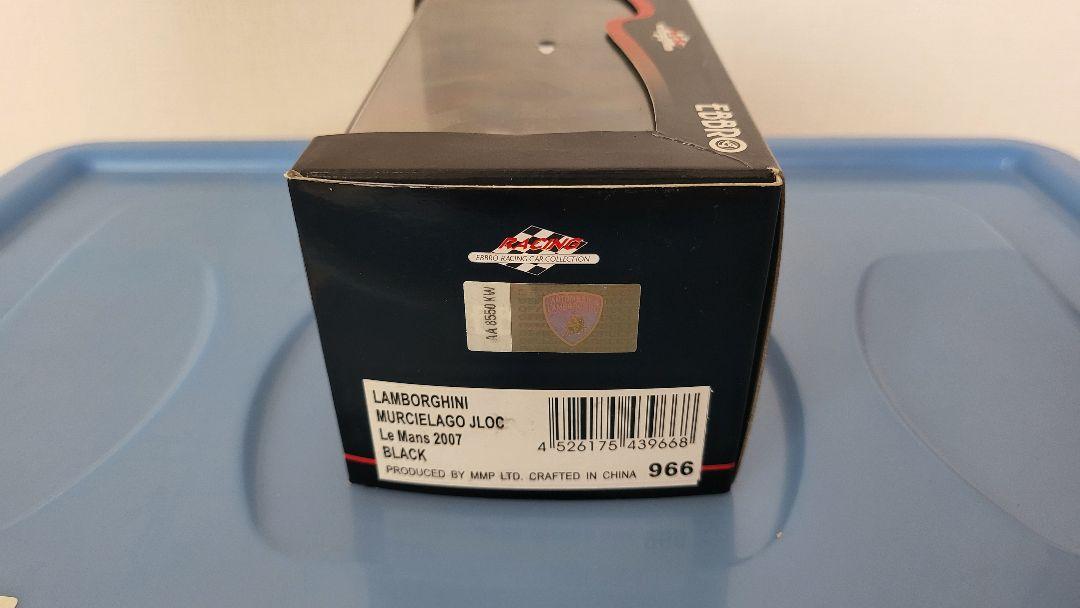 EBBRO
RACING
EBBRO RACING CAR COLLECTION
AA 8550 KW
LAMBORGHINI
MURCIELAGO JLOC
Le Mans 2007
BLACK
4 526175 439668
PRODUCED BY MMP LTD. CRAFTED IN CHINA 966